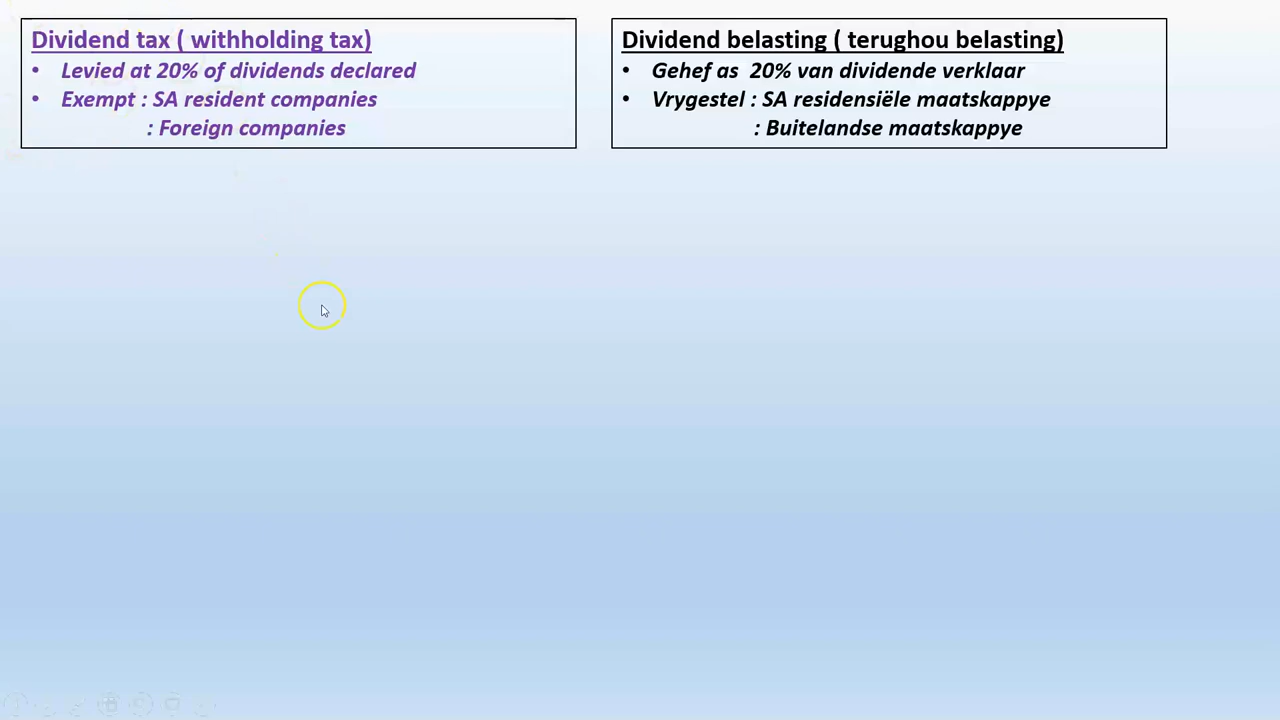 Dividend tax ( withholding tax)
• Levied at 20% of dividends declared
• Exempt : SA resident companies
: Foreign companies
Dividend belasting ( terughou belasting)
• Gehef as 20% van dividende verklaar
• Vrygestel : SA residensiële maatskappye
: Buitelandse maatskappye